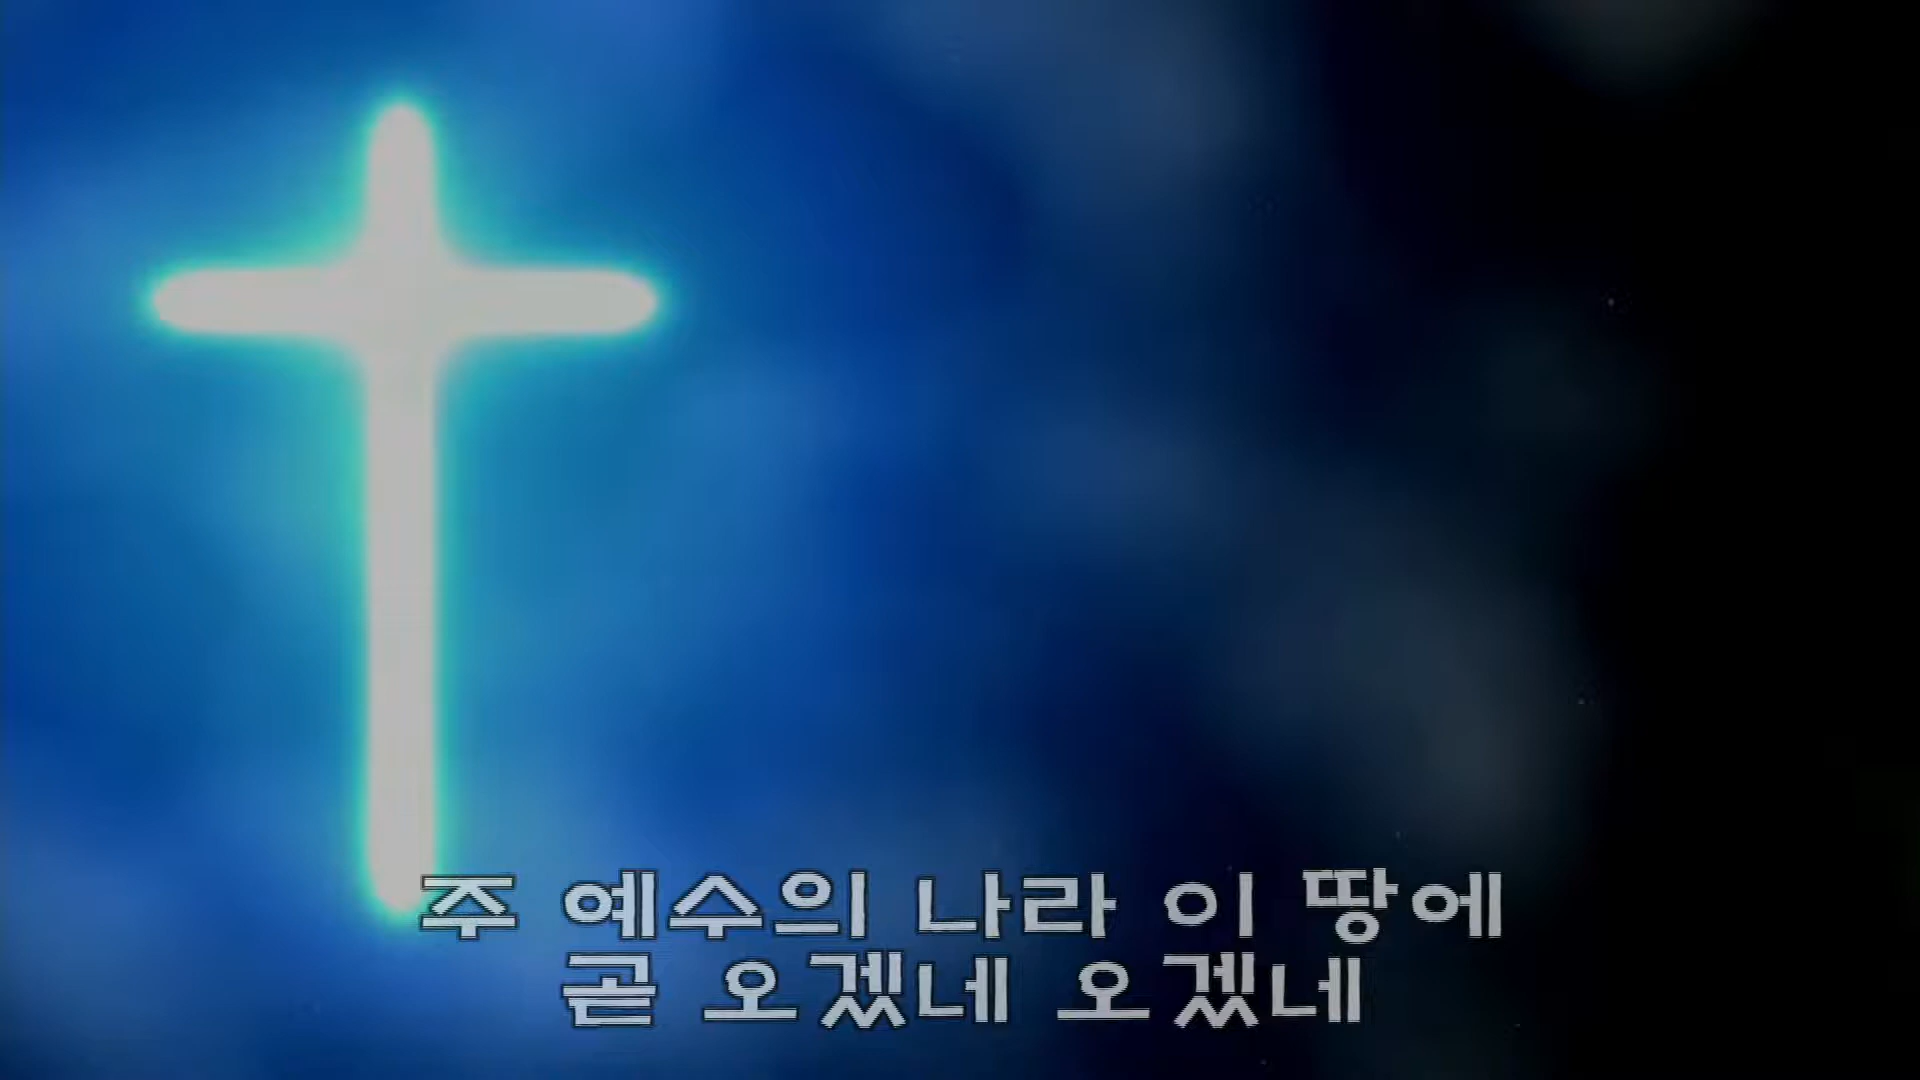 주 예수의 나라 이 땅에
곧 오겠네 오겠네